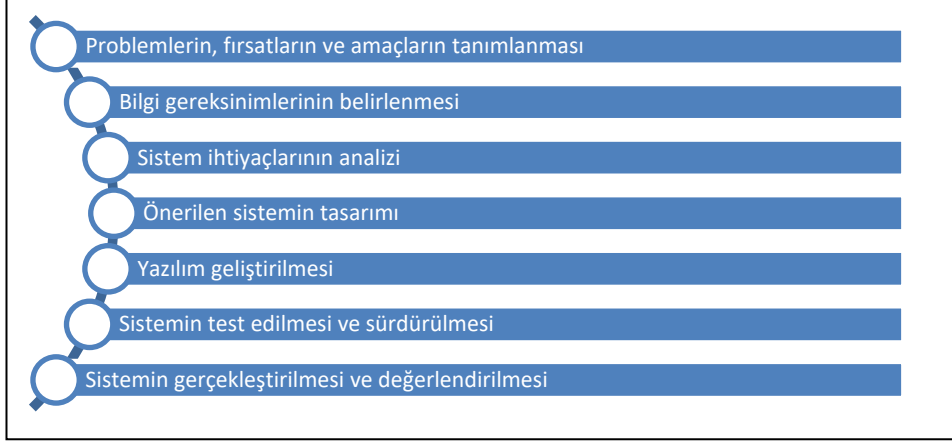 Problemlerin, fırsatların ve amaçların tanımlanması
Bilgi gereksinimlerinin belirlenmesi
Sistem ihtiyaçlarının analizi
Önerilen sistemin tasarımı
Yazılım geliştirilmesi
Sistemin test edilmesi ve sürdürülmesi
Sistemin gerçekleştirilmesi ve değerlendirilmesi